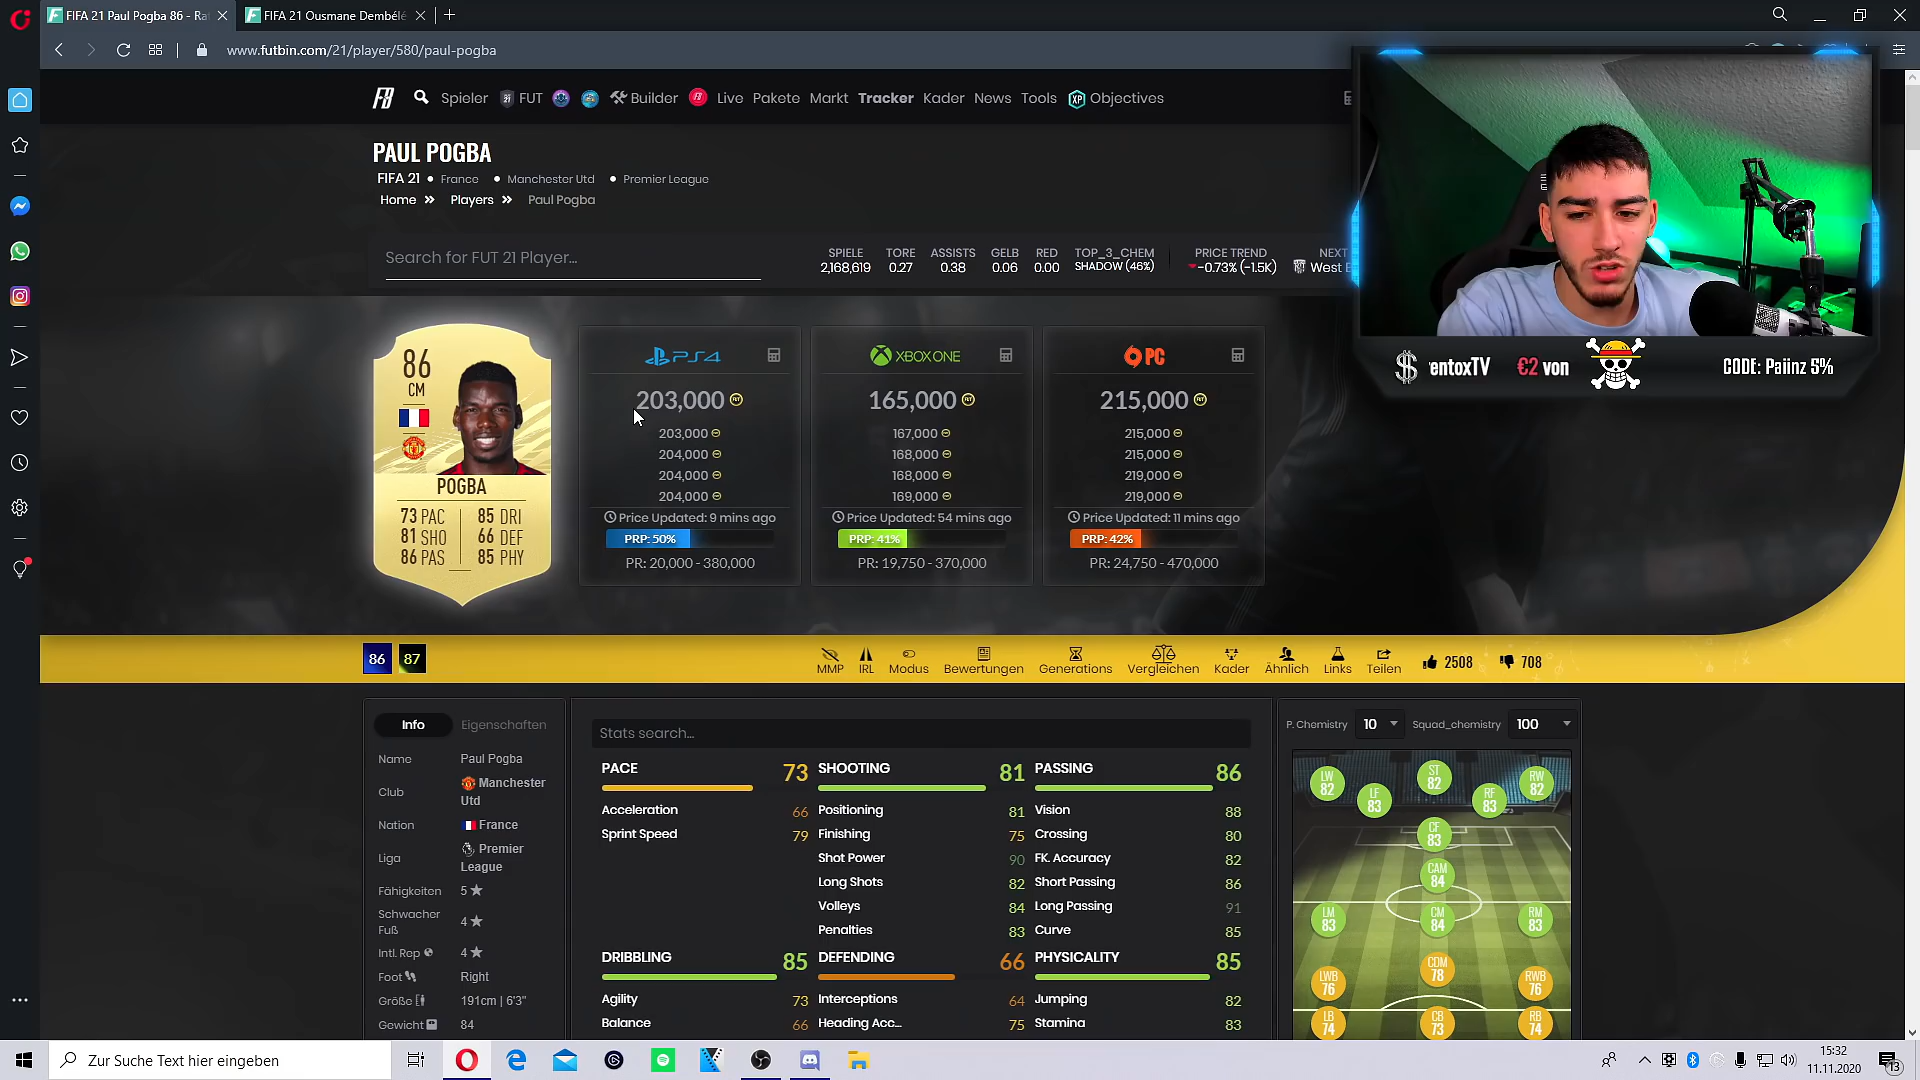 FIFA 21 Paul Pogba 86 - Ra
FIFA 21 Ousmane Dembélé
www.futbin.com/21/player/580/paul-pogba
Spieler FUT Builder Live Pakete Markt Tracker Kader News Tools Objectives
PAUL POGBA
FIFA 21 • France • Manchester Utd • Premier League
Home » Players » Paul Pogba
Search for FUT 21 Player...
SPIELE TORE ASSISTS GELB RED TOP_3_CHEM PRICE TREND NEXT
2,168,619 0.27 0.38 0.06 0.00 SHADOW (46%) -0.73% (-1.5K) West
$ entoxTV €2 von CODE: Paiinz 5%
86
CM
POGBA
73 PAC 85 DRI
81 SHO 66 DEF
86 PAS 85 PHY
PS4
203,000
203,000
204,000
204,000
204,000
Price Updated: 9 mins ago
PRP: 50%
PR: 20,000 - 380,000
XBOX ONE
165,000
167,000
168,000
168,000
169,000
Price Updated: 54 mins ago
PRP: 41%
PR: 19,750 - 370,000
PC
215,000
215,000
215,000
219,000
219,000
Price Updated: 11 mins ago
PRP: 42%
PR: 24,750 - 470,000
86 87
MMP IRL Modus Bewertungen Generations Vergleichen Kader Ähnlich Links Teilen 2508 708
Info Eigenschaften
Name Paul Pogba
Club Manchester Utd
Nation France
Liga Premier League
Fähigkeiten 5
Schwacher Fuß 4
Intl. Rep 4
Foot Right
Größe 191cm | 6'3"
Gewicht 84
Stats search...
PACE 73
Acceleration 66
Sprint Speed 79
SHOOTING 81
Positioning 81
Finishing 75
Shot Power 90
Long Shots 82
Volleys 84
Penalties 83
PASSING 86
Vision 88
Crossing 80
FK. Accuracy 82
Short Passing 86
Long Passing 91
Curve 85
DRIBBLING 85
Agility 73
Balance 66
DEFENDING 66
Interceptions 64
Heading Acc... 75
PHYSICALITY 85
Jumping 82
Stamina 83
P. Chemistry 10 Squad_chemistry 100
LW 82
ST 82
RW 82
LF 83
RF 83
CF 83
CAM 84
LM 83
CM 84
RM 83
LWB 76
CDM 78
RWB 76
LB 74
CB 73
RB 74
Zur Suche Text hier eingeben
15:32
11.11.2020
13